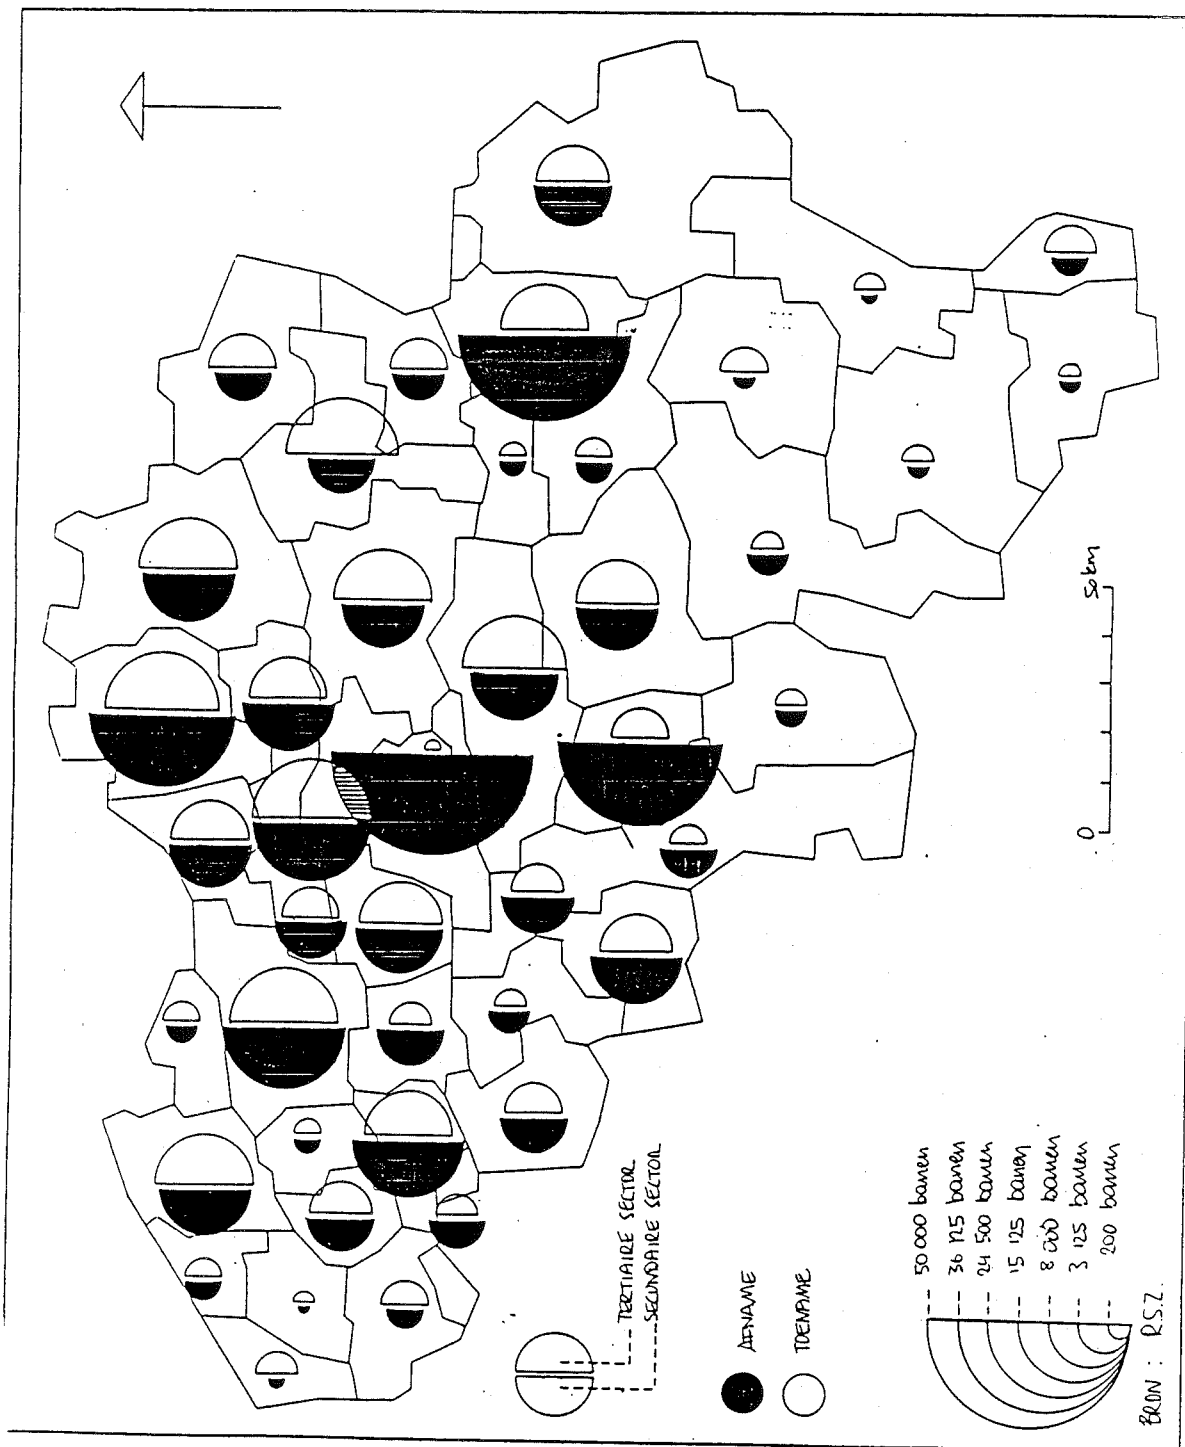 TERTIAIRE SECTOR
SECUNDAIRE SECTOR
AFNAME
TOENAME
50 000 banen
36 125 banen
24 500 banen
15 125 banen
8 000 banen
3 125 banen
200 banen
BRON : R.S.Z.
0
50 km